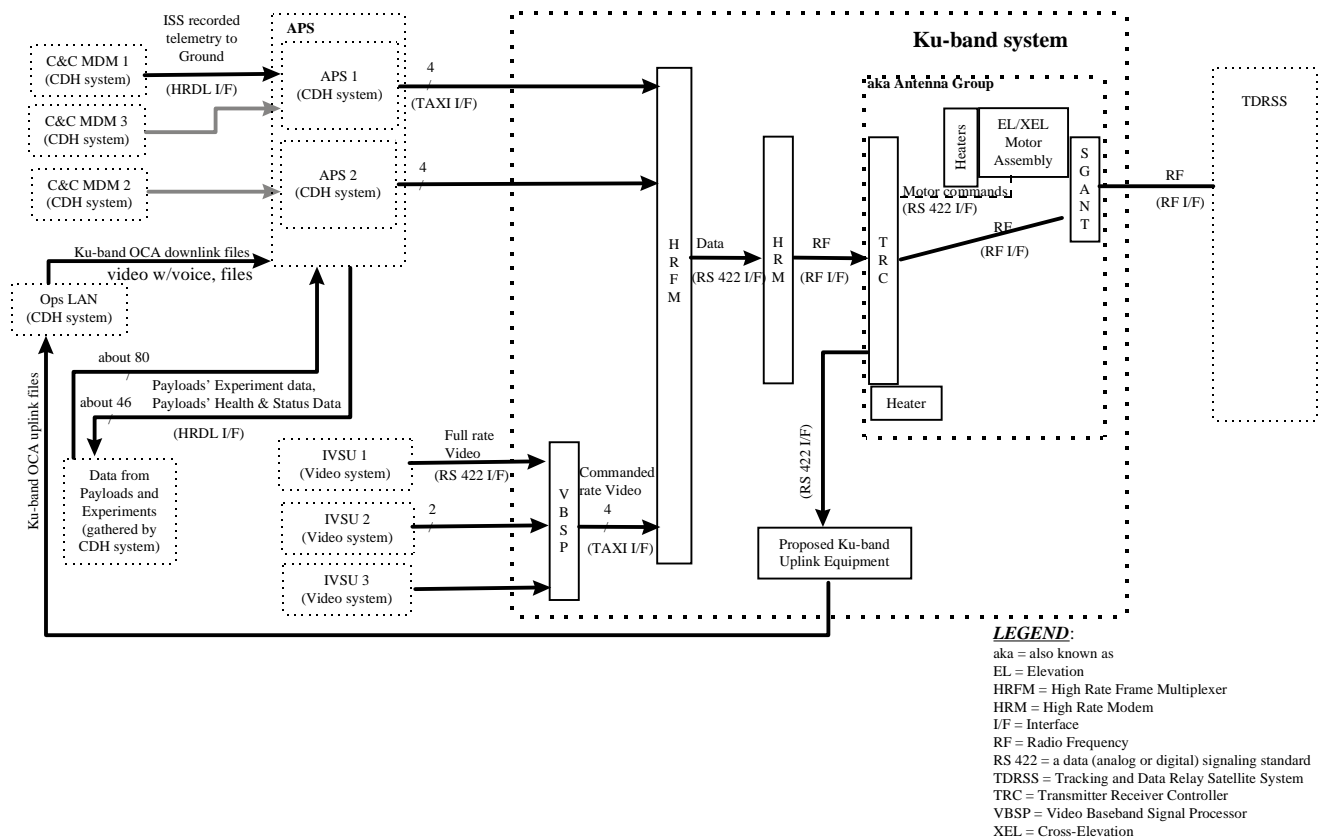 ISS recorded
telemetry to
Ground
APS
Ku-band system
C&C MDM 1
(CDH system)
(HRDL I/F)
APS 1
(CDH system)
4
(TAXI I/F)
aka Antenna Group
TDRSS
C&C MDM 3
(CDH system)
Heaters
EL/XEL
Motor
Assembly
C&C MDM 2
(CDH system)
APS 2
(CDH system)
4
SGANT
RF
(RF I/F)
Motor commands
(RS 422 I/F)
Ku-band OCA downlink files
video w/voice, files
HRFM
Data
(RS 422 I/F)
HRM
RF
(RF I/F)
TRC
RF
(RF I/F)
Ops LAN
(CDH system)
about 80
Payloads' Experiment data,
Payloads' Health & Status Data
about 46
(HRDL I/F)
Heater
Ku-band OCA uplink files
Data from
Payloads and
Experiments
(gathered by
CDH system)
IVSU 1
(Video system)
Full rate
Video
(RS 422 I/F)
VBSP
Commanded
rate Video
4
(TAXI I/F)
(RS 422 I/F)
IVSU 2
(Video system)
2
Proposed Ku-band
Uplink Equipment
IVSU 3
(Video system)
LEGEND:
aka = also known as
EL = Elevation
HRFM = High Rate Frame Multiplexer
HRM = High Rate Modem
I/F = Interface
RF = Radio Frequency
RS 422 = a data (analog or digital) signaling standard
TDRSS = Tracking and Data Relay Satellite System
TRC = Transmitter Receiver Controller
VBSP = Video Baseband Signal Processor
XEL = Cross-Elevation